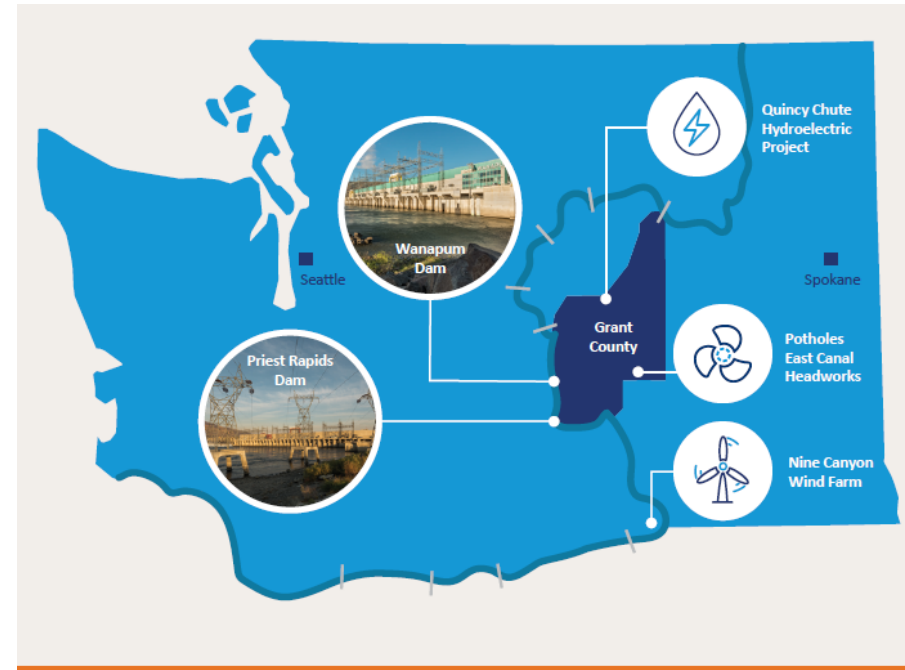 Quincy Chute
Hydroelectric
Project
Wanapum
Dam
Seattle
Spokane
Grant
County
Priest Rapids
Dam
Potholes
East Canal
Headworks
Nine Canyon
Wind Farm